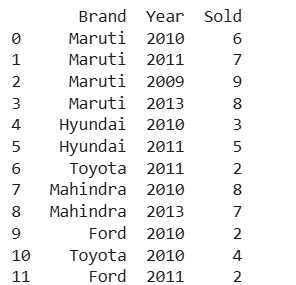 Brand Year Sold
0 Maruti 2010 6
1 Maruti 2011 7
2 Maruti 2009 9
3 Maruti 2013 8
4 Hyundai 2010 3
5 Hyundai 2011 5
6 Toyota 2011 2
7 Mahindra 2010 8
8 Mahindra 2013 7
9 Ford 2010 2
10 Toyota 2010 4
11 Ford 2011 2